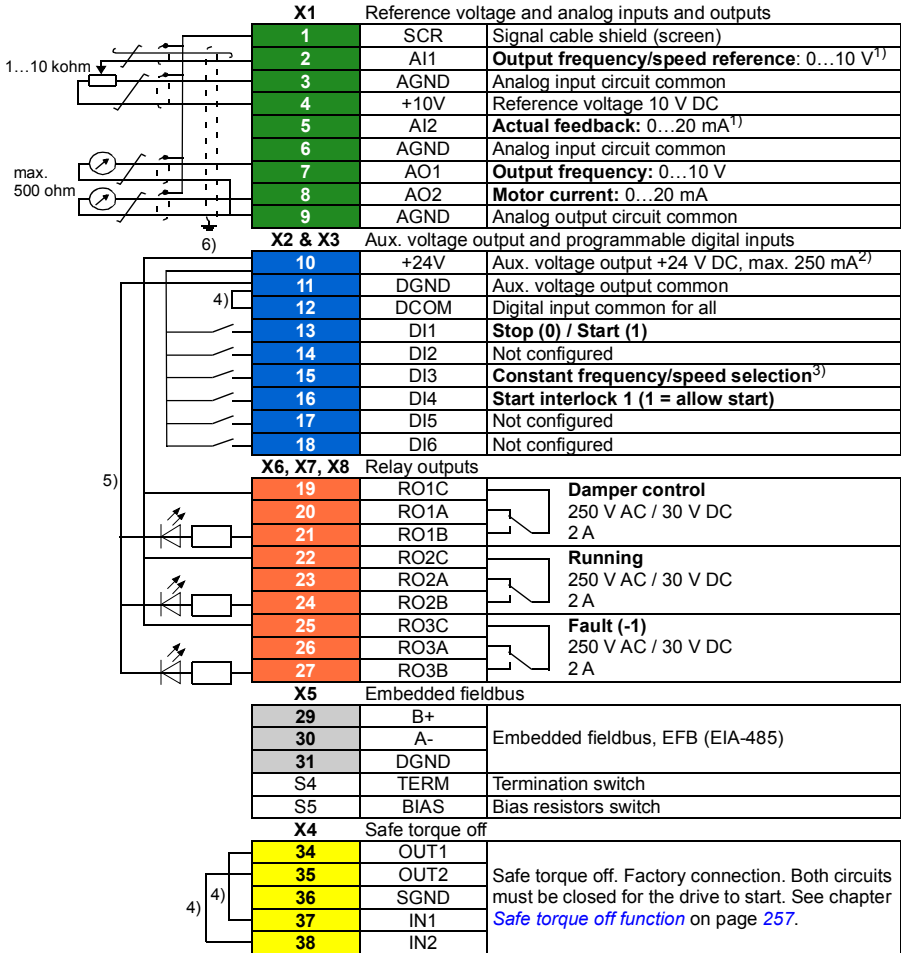 X1 Reference voltage and analog inputs and outputs
1 SCR Signal cable shield (screen)
2 AI1 Output frequency/speed reference: 0…10 V1)
1…10 kohm
3 AGND Analog input circuit common
4 +10V Reference voltage 10 V DC
5 AI2 Actual feedback: 0…20 mA1)
6 AGND Analog input circuit common
7 AO1 Output frequency: 0…10 V
max.
500 ohm
8 AO2 Motor current: 0…20 mA
9 AGND Analog output circuit common
6)
X2 & X3 Aux. voltage output and programmable digital inputs
10 +24V Aux. voltage output +24 V DC, max. 250 mA2)
11 DGND Aux. voltage output common
4)
12 DCOM Digital input common for all
13 DI1 Stop (0) / Start (1)
14 DI2 Not configured
15 DI3 Constant frequency/speed selection3)
16 DI4 Start interlock 1 (1 = allow start)
17 DI5 Not configured
18 DI6 Not configured
X6, X7, X8 Relay outputs
5)
19 RO1C Damper control
20 RO1A 250 V AC / 30 V DC
21 RO1B 2 A
22 RO2C Running
23 RO2A 250 V AC / 30 V DC
24 RO2B 2 A
25 RO3C Fault (-1)
26 RO3A 250 V AC / 30 V DC
27 RO3B 2 A
X5 Embedded fieldbus
29 B+
30 A- Embedded fieldbus, EFB (EIA-485)
31 DGND
S4 TERM Termination switch
S5 BIAS Bias resistors switch
X4 Safe torque off
34 OUT1
35 OUT2 Safe torque off. Factory connection. Both circuits
36 SGND must be closed for the drive to start. See chapter
4) 4)
37 IN1 Safe torque off function on page 257.
38 IN2